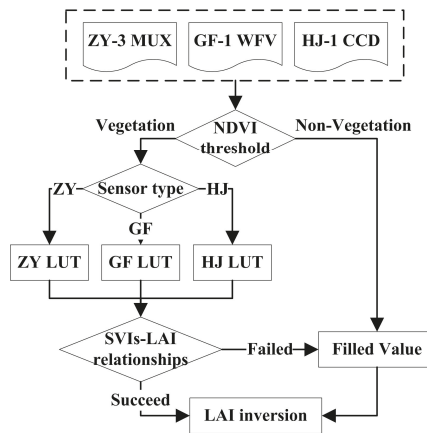 ZY-3 MUX
GF-1 WFV
HJ-1 CCD
Vegetation
NDVI
threshold
Non-Vegetation
ZY
Sensor type
HJ
GF
ZY LUT
GF LUT
HJ LUT
SVIs-LAI
relationships
Failed
Filled Value
Succeed
LAI inversion